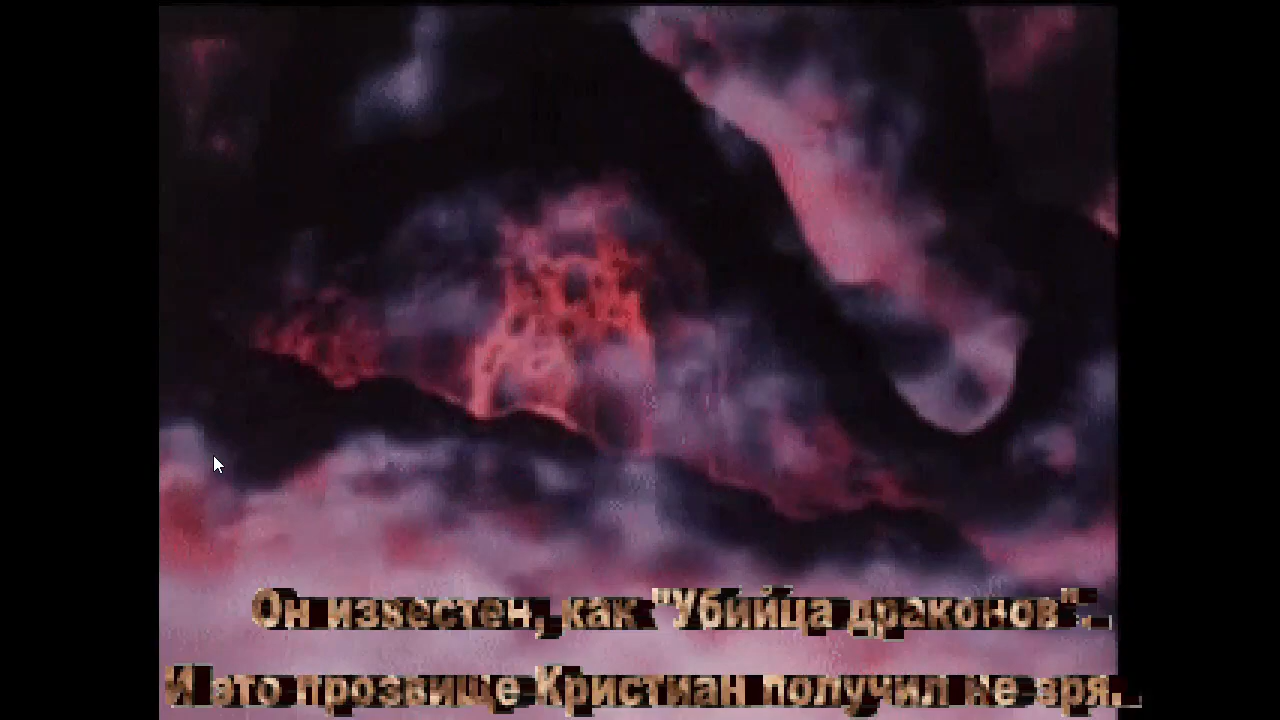 Он известен, как "Убийца драконов".
И это прозвище Кристиан получил не зря.